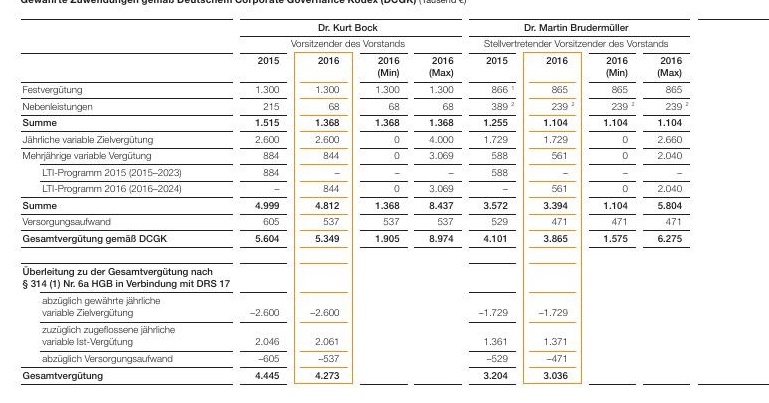 Gewährte Zuwendungen gemäß Deutschem Corporate Governance Kodex (DCGK) (Tausend €)
Dr. Kurt Bock Dr. Martin Brudermüller
Vorsitzender des Vorstands Stellvertretender Vorsitzender des Vorstands
2015 2016 2016 (Min) 2016 (Max) 2015 2016 2016 (Min) 2016 (Max)
Festvergütung 1.300 1.300 1.300 1.300 866 ¹ 865 865 865
Nebenleistungen 215 68 68 68 389 ² 239 ² 239 ² 239 ²
Summe 1.515 1.368 1.368 1.368 1.255 1.104 1.104 1.104
Jährliche variable Zielvergütung 2.600 2.600 0 4.000 1.729 1.729 0 2.660
Mehrjährige variable Vergütung 884 844 0 3.069 588 561 0 2.040
LTI-Programm 2015 (2015–2023) 884 – – – 588 – – –
LTI-Programm 2016 (2016–2024) – 844 0 3.069 – 561 0 2.040
Summe 4.999 4.812 1.368 8.437 3.572 3.394 1.104 5.804
Versorgungsaufwand 605 537 537 537 529 471 471 471
Gesamtvergütung gemäß DCGK 5.604 5.349 1.905 8.974 4.101 3.865 1.575 6.275
Überleitung zu der Gesamtvergütung nach
§ 314 (1) Nr. 6a HGB in Verbindung mit DRS 17
abzüglich gewährte jährliche
variable Zielvergütung –2.600 –2.600 –1.729 –1.729
zuzüglich zugeflossene jährliche
variable Ist-Vergütung 2.046 2.061 1.361 1.371
abzüglich Versorgungsaufwand –605 –537 –529 –471
Gesamtvergütung 4.445 4.273 3.204 3.036